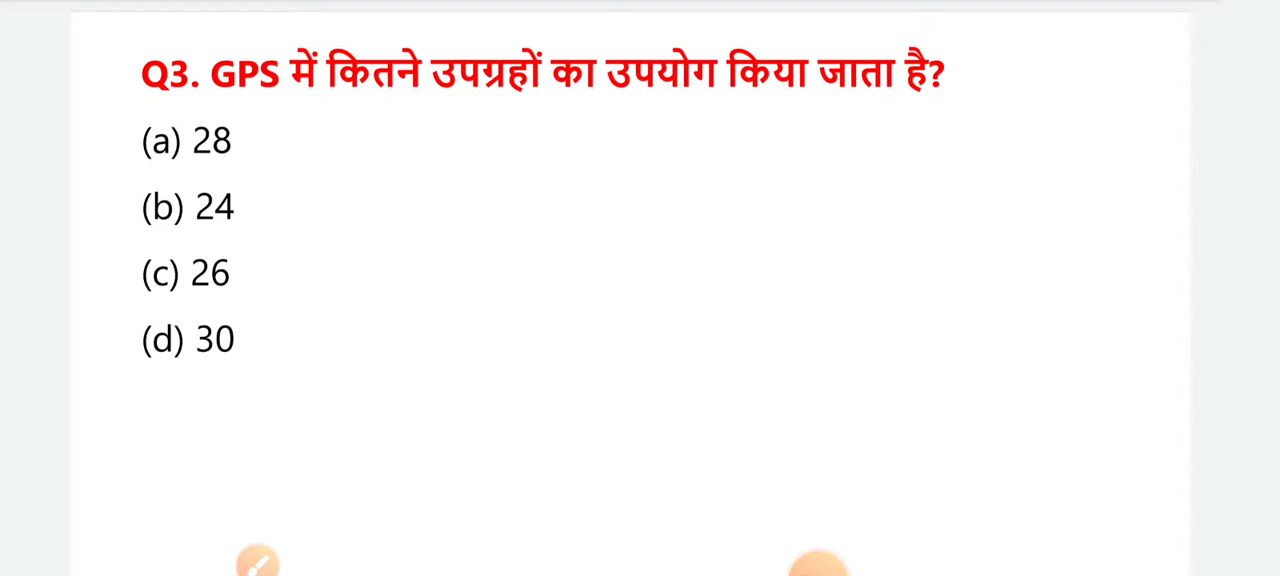 Q3. GPS में कितने उपग्रहों का उपयोग किया जाता है?
(a) 28
(b) 24
(c) 26
(d) 30